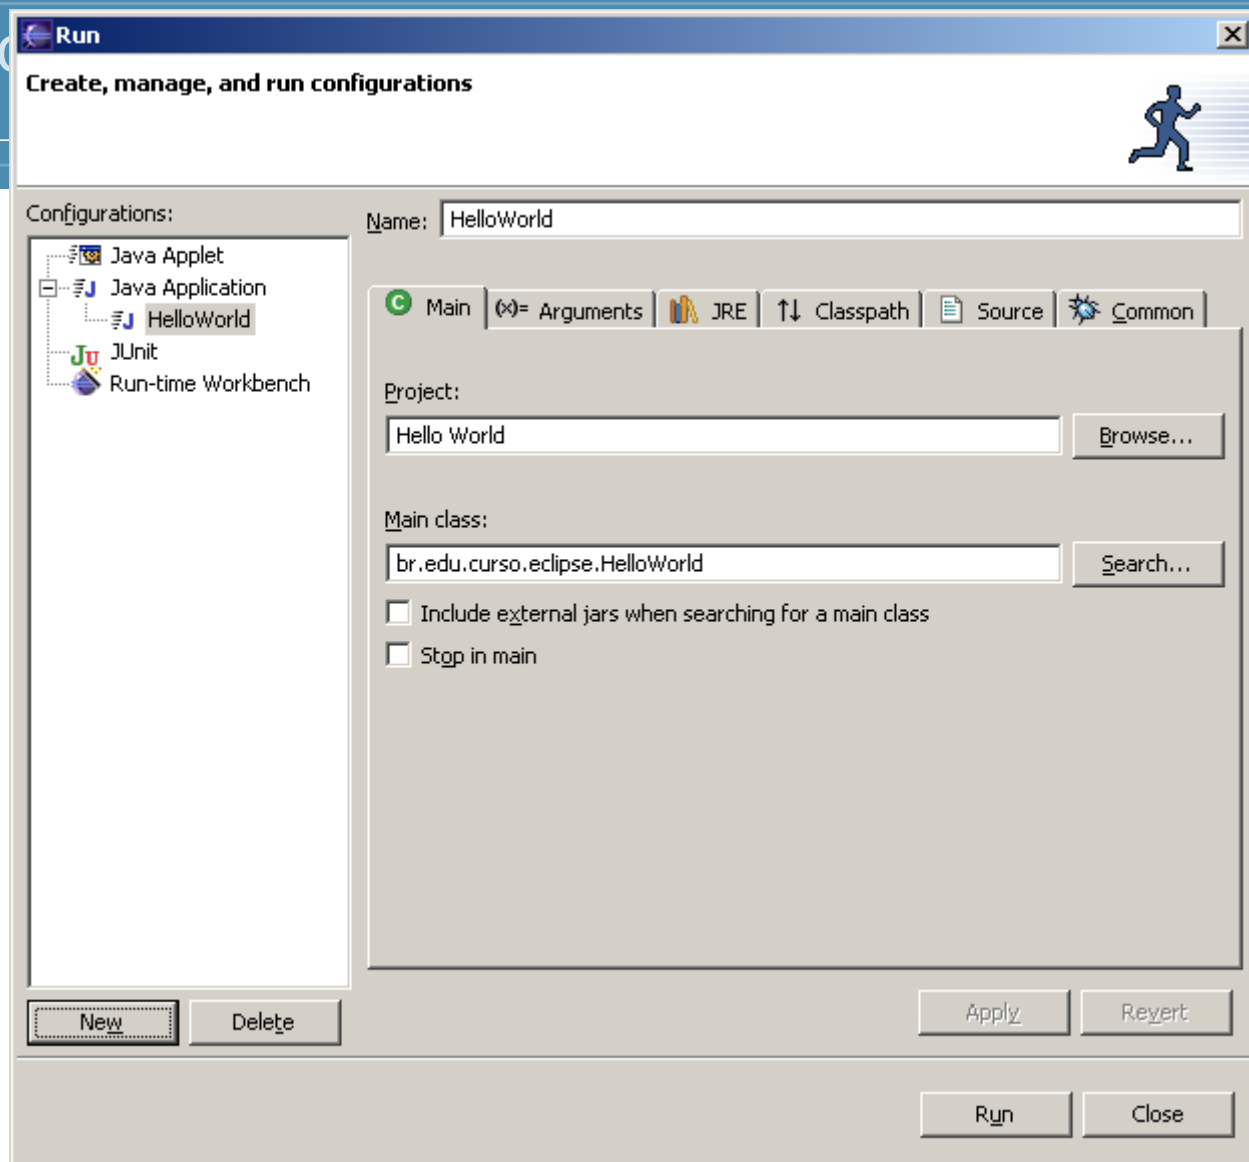 Run
Create, manage, and run configurations
Configurations:
Name: HelloWorld
Java Applet
Java Application
HelloWorld
JUnit
Run-time Workbench
Main (x)= Arguments JRE Classpath Source Common
Project:
Hello World Browse...
Main class:
br.edu.curso.eclipse.HelloWorld Search...
Include external jars when searching for a main class
Stop in main
New Delete Apply Revert
Run Close